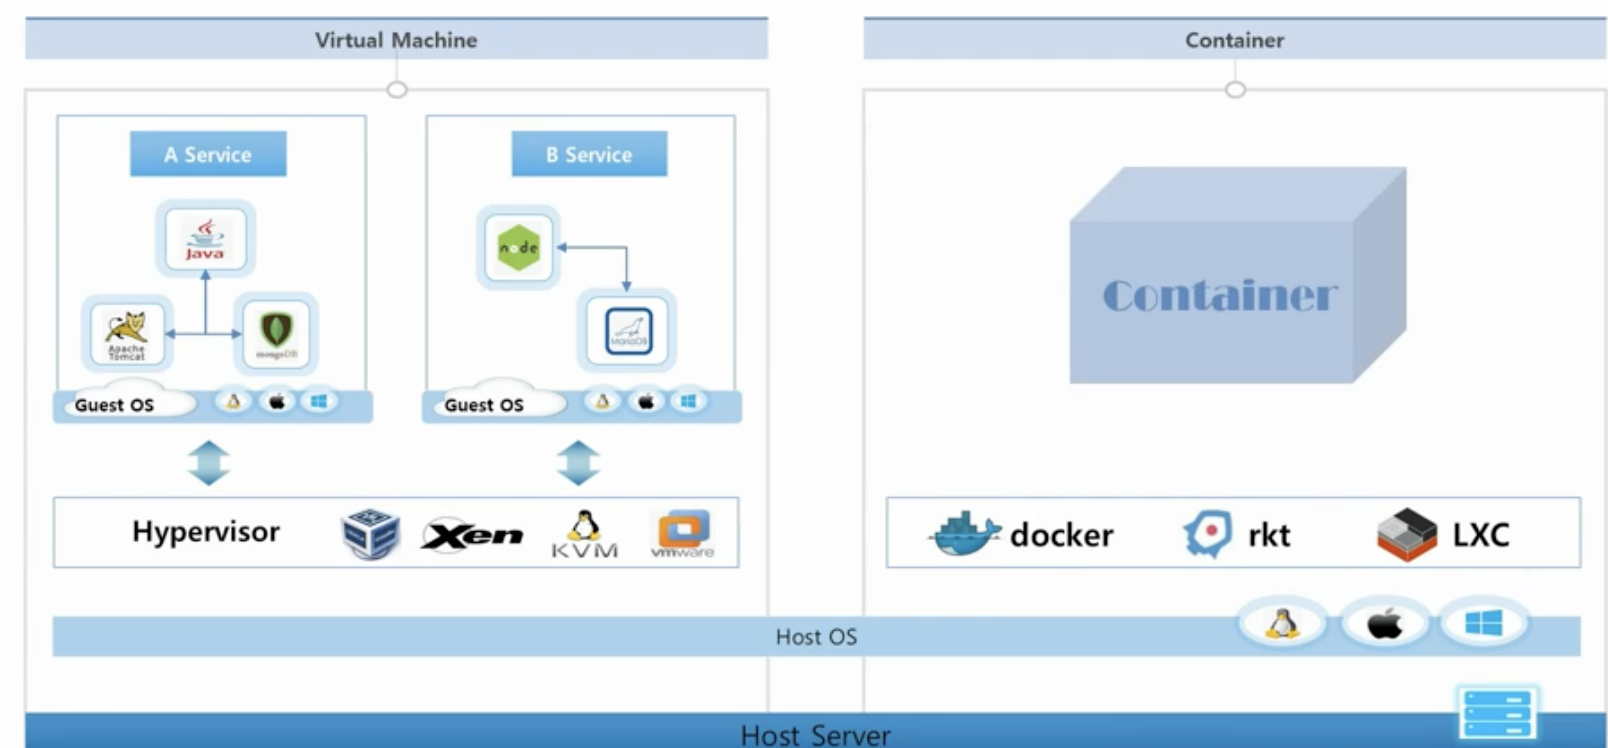 Virtual Machine
Container
A Service
B Service
Java
node
Apache
Tomcat
mongoDB
MariaDB
Guest OS
Guest OS
Container
Hypervisor
Xen
KVM
vmware
docker
rkt
LXC
Host OS
Host Server